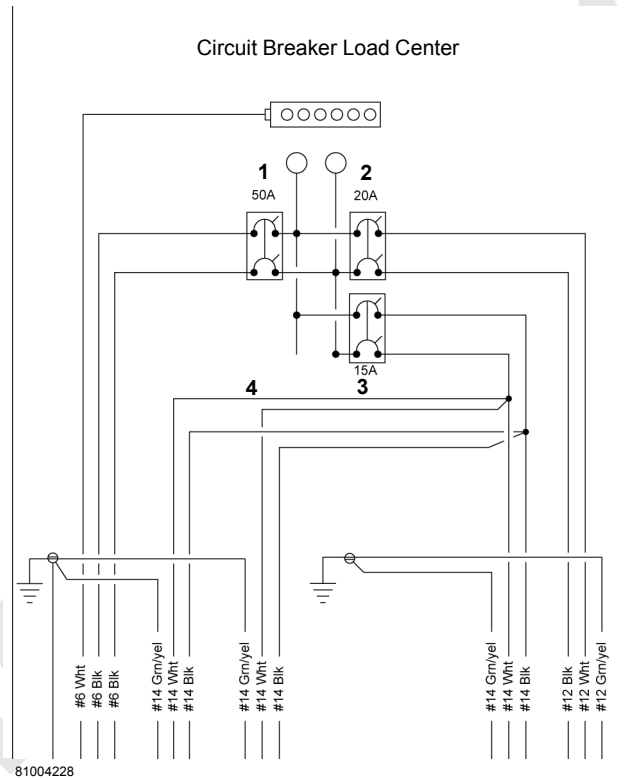 Circuit Breaker Load Center
1
2
50A
20A
15A
4
3
#6 Wht
#6 Blk
#6 Blk
#14 Grn/yel
#14 Wht
#14 Blk
#14 Grn/yel
#14 Wht
#14 Blk
#14 Grn/yel
#14 Wht
#14 Blk
#12 Blk
#12 Wht
#12 Grn/yel
81004228